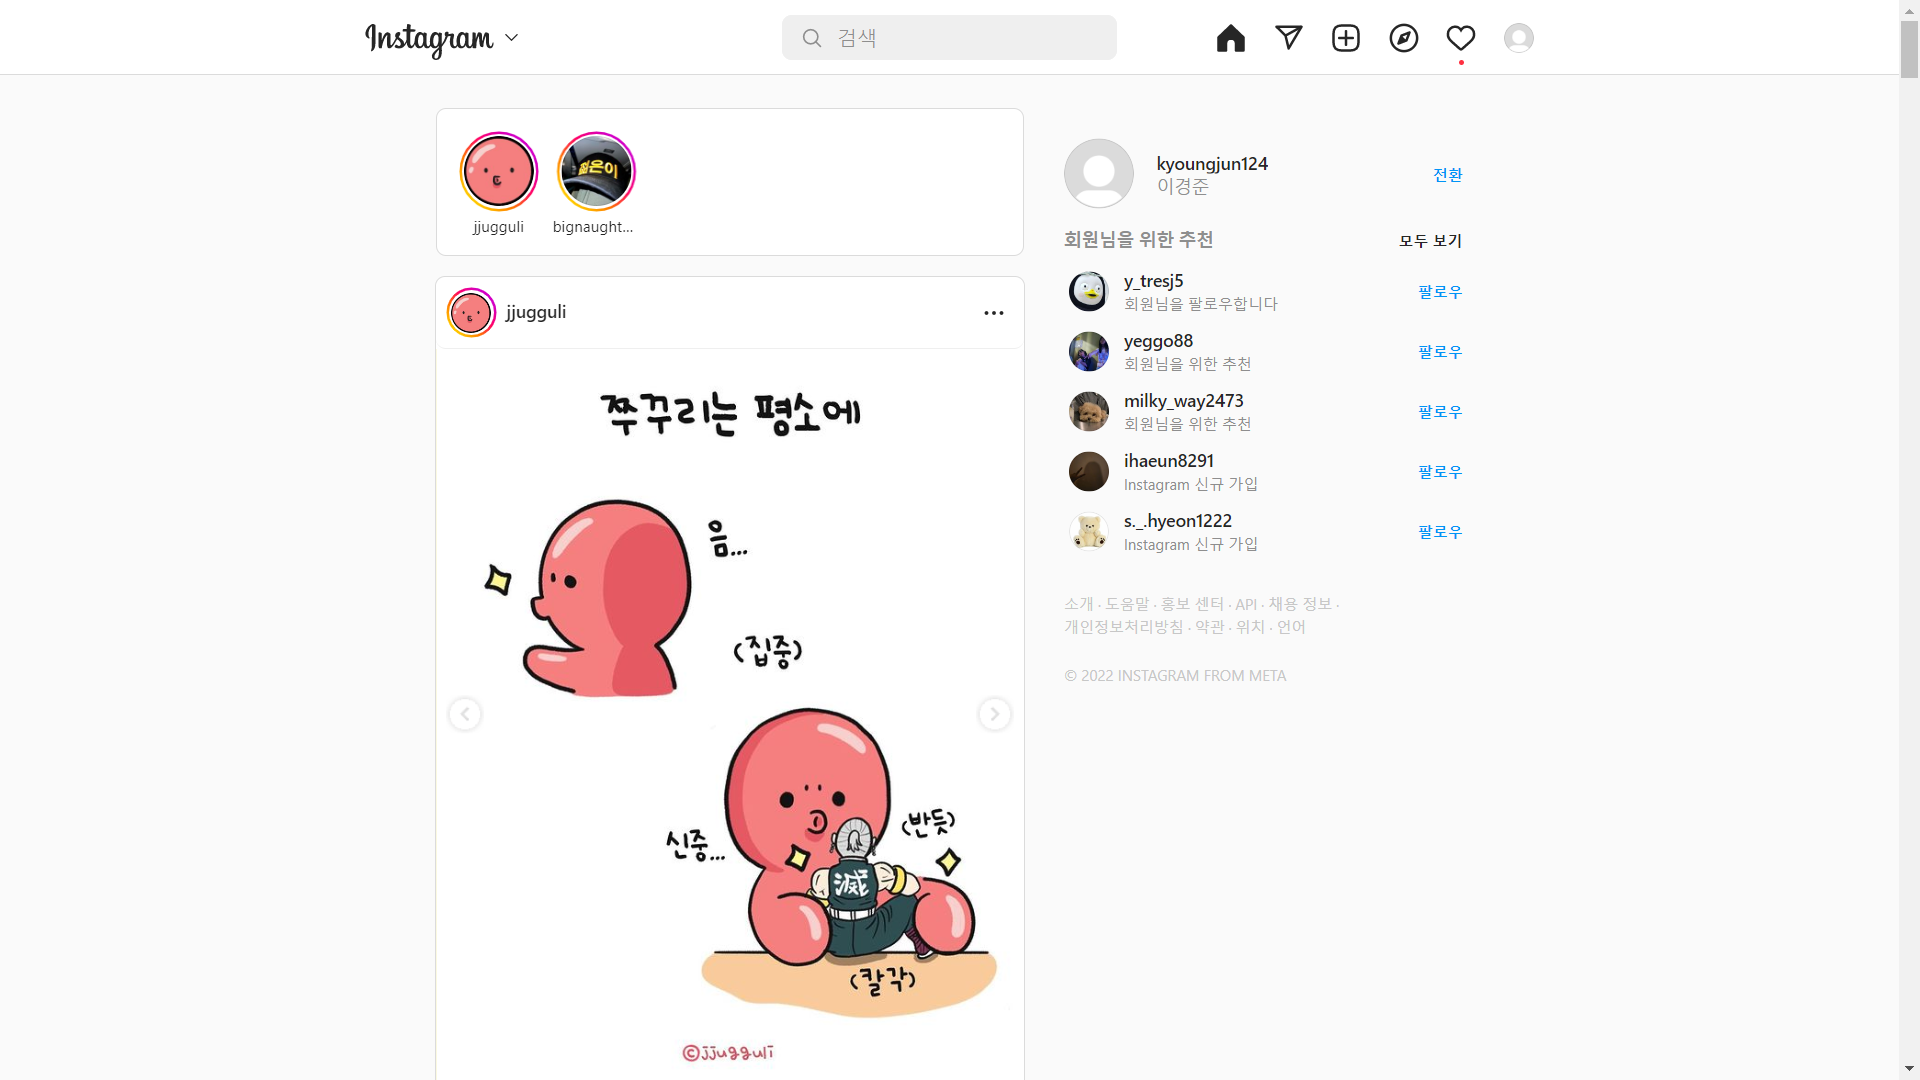 Instagram
검색
jjugguli
젊은이
bignaught...
kyoungjun124
이경준
전환
회원님을 위한 추천
모두 보기
y_tresj5
회원님을 팔로우합니다
팔로우
yeggo88
회원님을 위한 추천
팔로우
milky_way2473
회원님을 위한 추천
팔로우
ihaeun8291
Instagram 신규 가입
팔로우
s._.hyeon1222
Instagram 신규 가입
팔로우
소개 · 도움말 · 홍보 센터 · API · 채용 정보 ·
개인정보처리방침 · 약관 · 위치 · 언어
© 2022 INSTAGRAM FROM META
jjugguli
쭈꾸리는 평소에
음...
(집중)
신중...
(반듯)
滅
(칼각)
©jjugguli